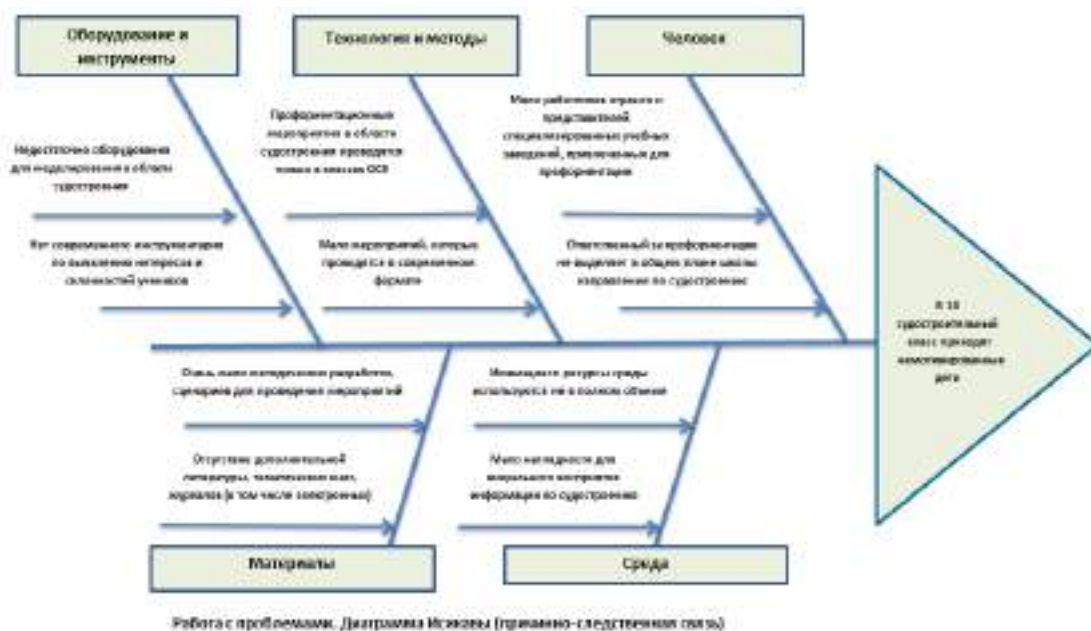 Оборудование и
инструменты
Технология и методы
Человек
Недостаточно оборудования
для моделирования в области
судостроения
Нет современного инструментария
по выявлению интересов и
склонностей учеников
Профориентационные
мероприятия в области
судостроения проводятся
только в классах
Мало мероприятий, которые
проводятся в современном
формате
Мало работников отрасли и
представителей
специализированных учебных
заведений, привлеченных для
профориентации
Ответственный за профориентацию
не выделяет в общем плане школы
направление по судостроению
В 10
судостроительный
класс приходят
немотивированные
дети
Очень мало методических разработок,
сценариев для проведения мероприятий
Отсутствие дополнительной
литературы, тематических книг,
журналов (в том числе электронных)
Имеющиеся ресурсы среды
используются не в полном объеме
Мало наглядности для
визуального восприятия
информации по судостроению
Материалы
Среда
Работа с проблемами. Диаграмма Исикавы (причинно-следственная связь)